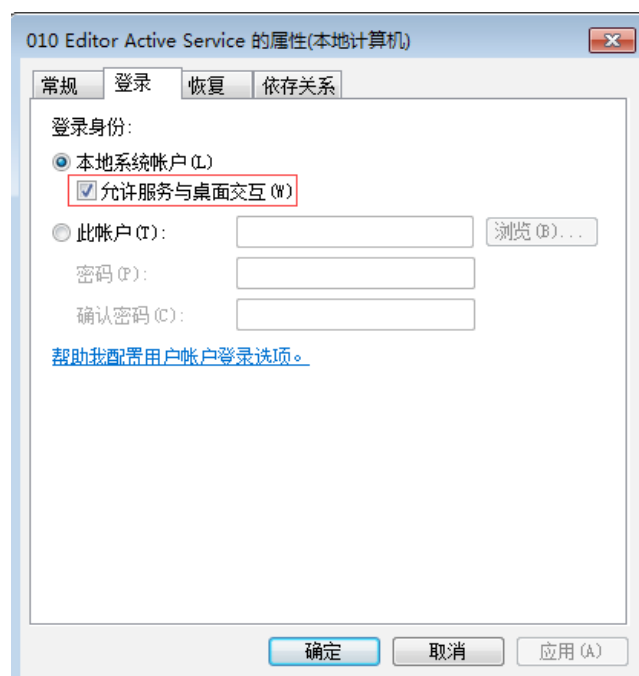 010 Editor Active Service 的属性(本地计算机)
常规 登录 恢复 依存关系
登录身份:
本地系统帐户(L)
允许服务与桌面交互(W)
此帐户(T): 浏览(B)...
密码(P):
确认密码(C):
帮助我配置用户帐户登录选项。
确定 取消 应用(A)